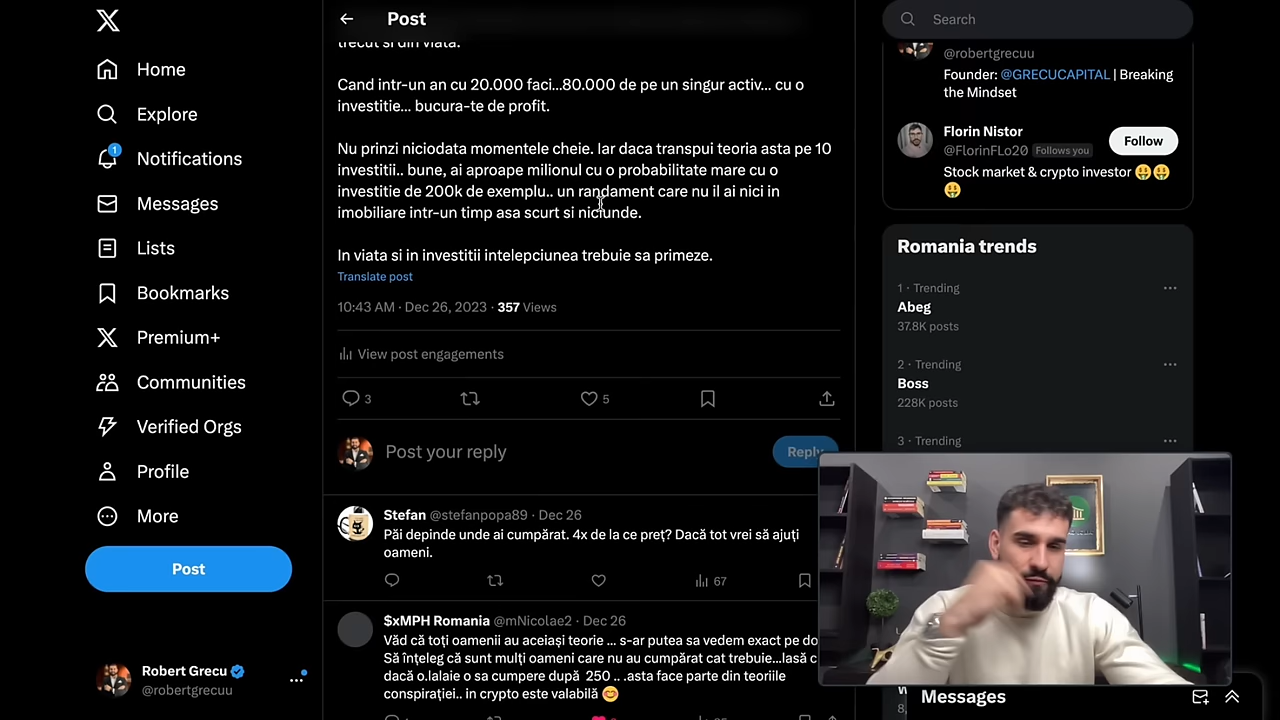 Home
Explore
1
Notifications
Messages
Lists
Bookmarks
Premium+
Communities
Verified Orgs
Profile
More
Post
Robert Grecu
@robertgrecuu
Post
trecut si din viata.
Cand intr-un an cu 20.000 faci...80.000 de pe un singur activ... cu o
investitie... bucura-te de profit.
Nu prinzi niciodata momentele cheie. Iar daca transpui teoria asta pe 10
investitii.. bune, ai aproape milionul cu o probabilitate mare cu o
investitie de 200k de exemplu.. un randament care nu il ai nici in
imobiliare intr-un timp asa scurt si niciunde.
In viata si in investitii intelepciunea trebuie sa primeze.
Translate post
10:43 AM · Dec 26, 2023 · 357 Views
View post engagements
3
5
Post your reply
Reply
Stefan @stefanpopa89 · Dec 26
Păi depinde unde ai cumpărat. 4x de la ce preț? Dacă tot vrei să ajuți
oameni.
67
$xMPH Romania @mNicolae2 · Dec 26
Văd că toți oamenii au aceiași teorie ... s-ar putea sa vedem exact pe do
Să înțeleg că sunt mulți oameni care nu au cumpărat cat trebuie...lasă c
dacă o.lalaie o sa cumpere după 250 .. .asta face parte din teoriile
conspirației.. in crypto este valabilă 😊
Search
@robertgrecuu
Founder: @GRECUCAPITAL | Breaking
the Mindset
Florin Nistor
@FlorinFLo20 Follows you
Follow
Stock market & crypto investor 🤑🤑
🤑
Romania trends
1 · Trending
Abeg
37.8K posts
2 · Trending
Boss
228K posts
3 · Trending
Messages